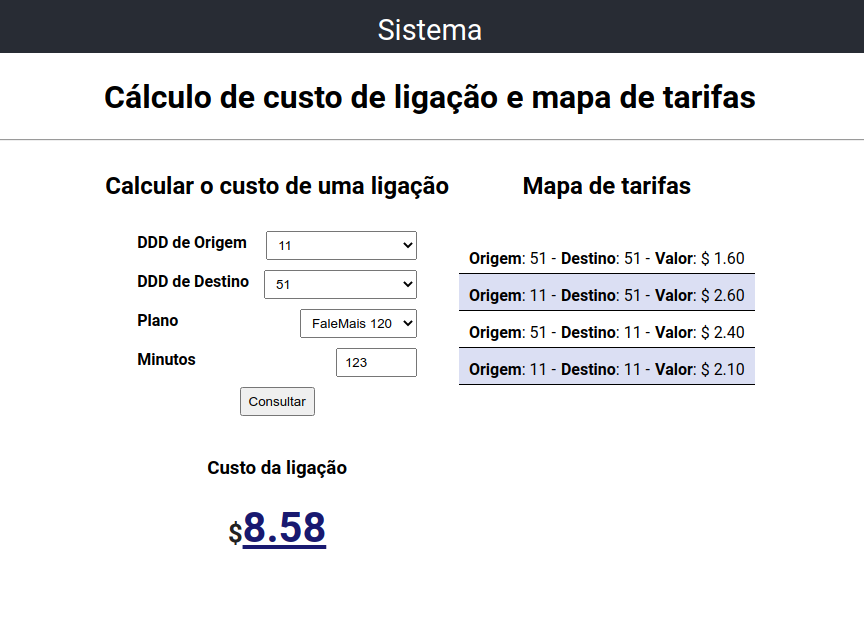 Sistema
Cálculo de custo de ligação e mapa de tarifas
Calcular o custo de uma ligação
DDD de Origem 11
DDD de Destino 51
Plano FaleMais 120
Minutos 123
Consultar
Custo da ligação
$8.58
Mapa de tarifas
Origem: 51 - Destino: 51 - Valor: $ 1.60
Origem: 11 - Destino: 51 - Valor: $ 2.60
Origem: 51 - Destino: 11 - Valor: $ 2.40
Origem: 11 - Destino: 11 - Valor: $ 2.10